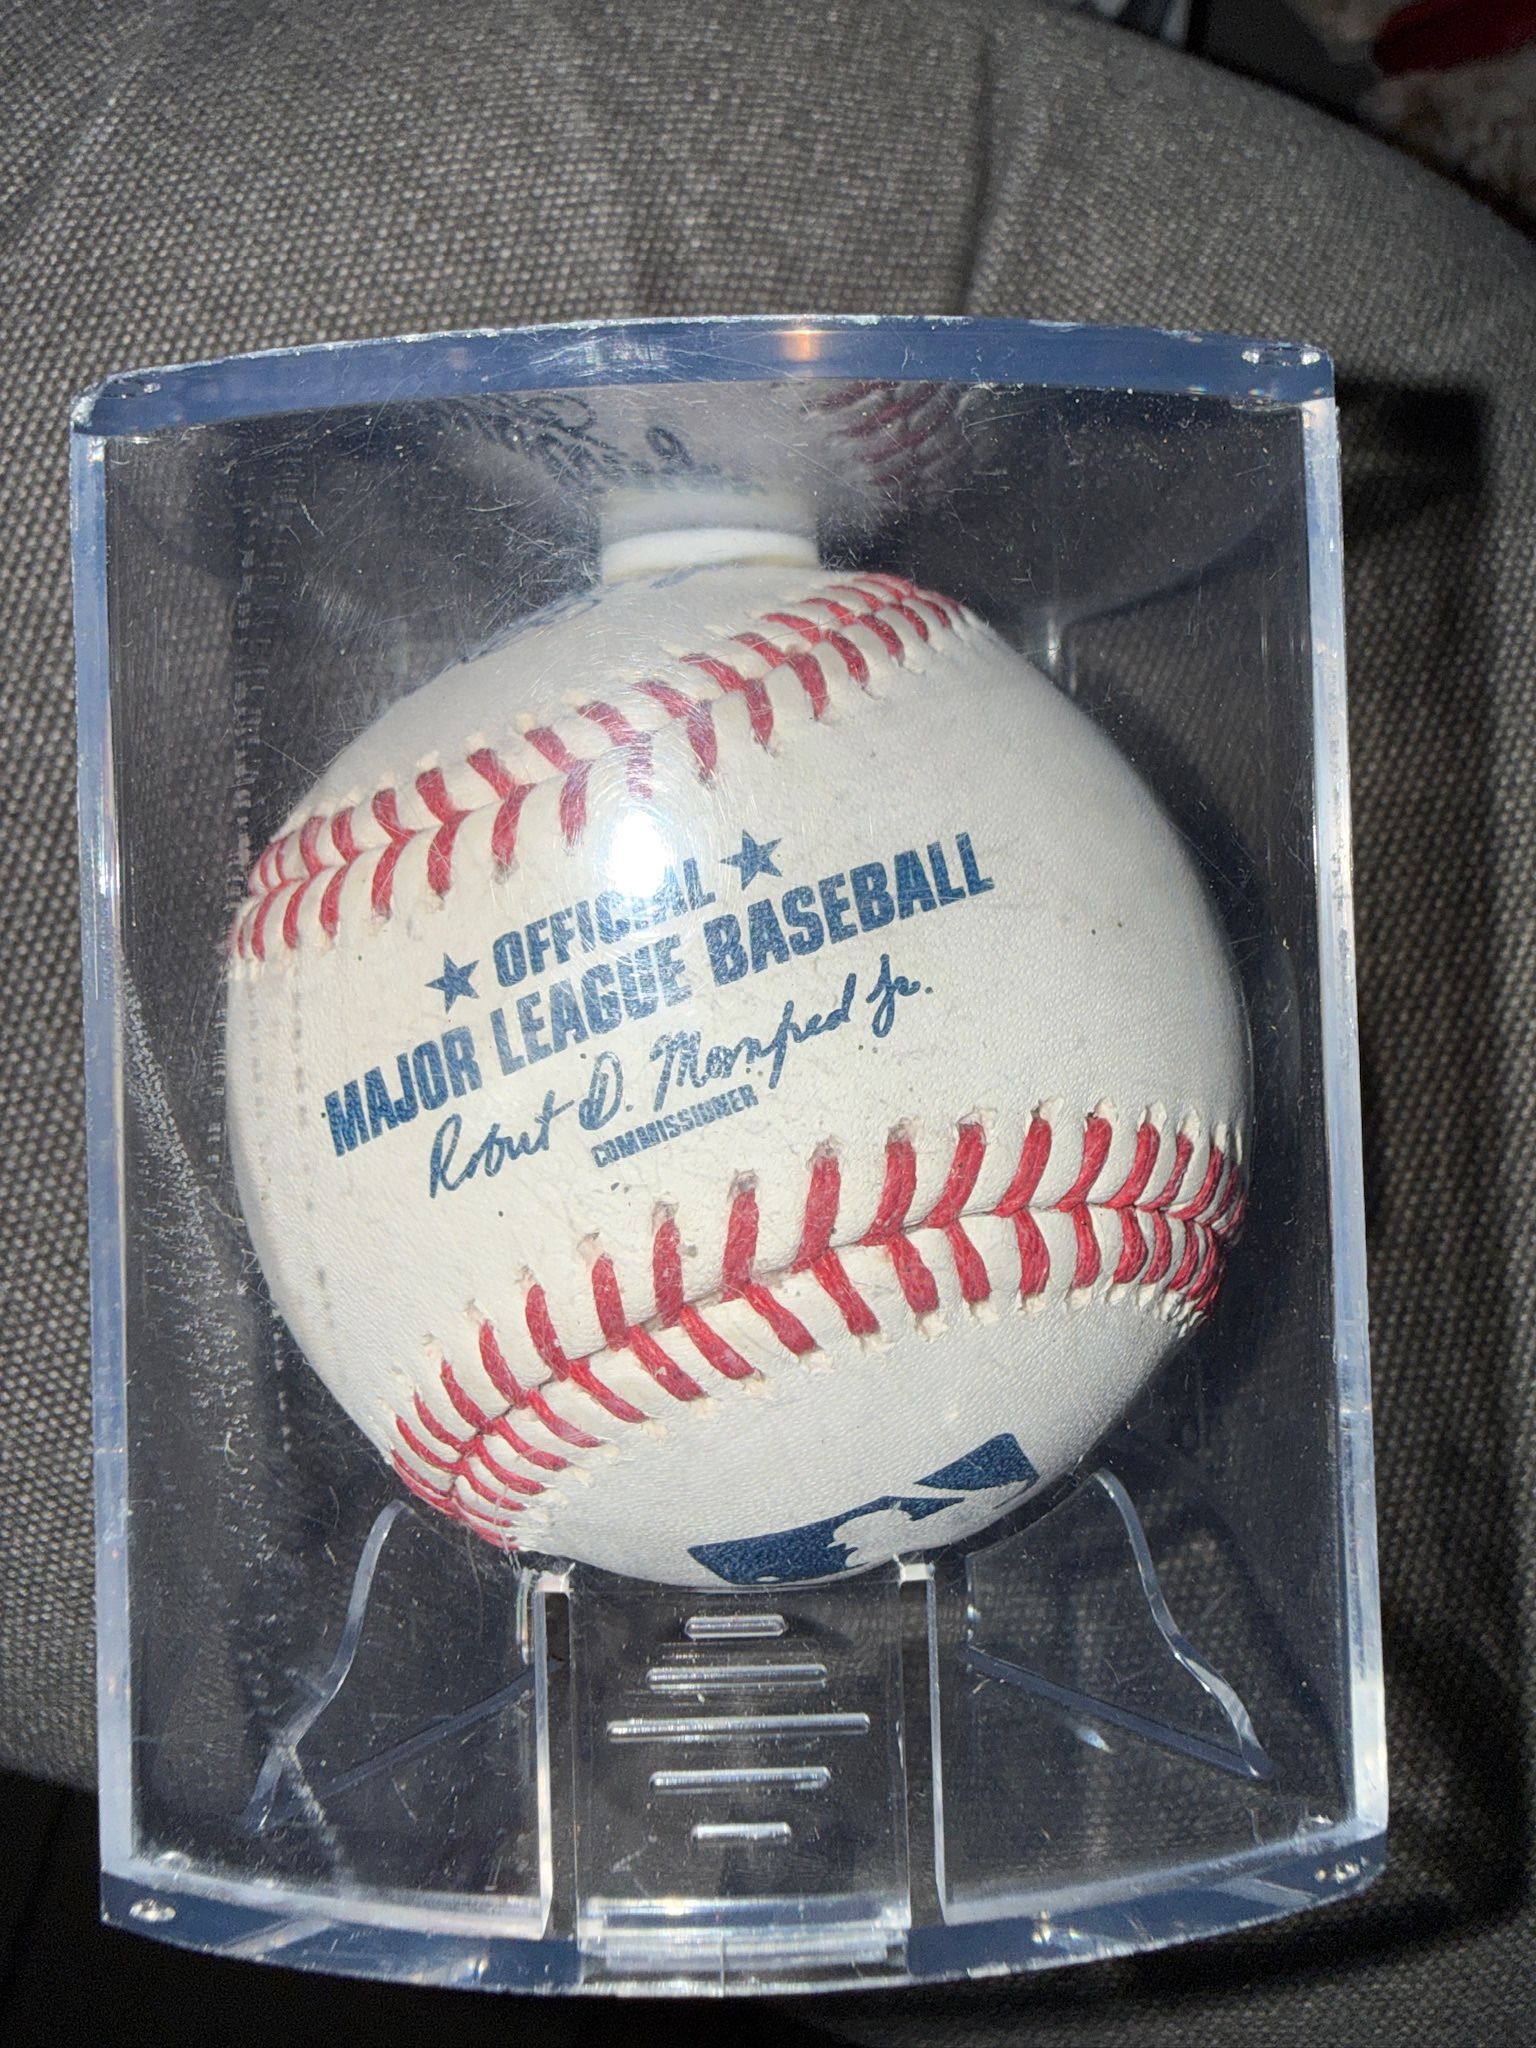 ★ OFFICIAL ★
MAJOR LEAGUE BASEBALL
Robert D. Manfred Jr.
COMMISSIONER